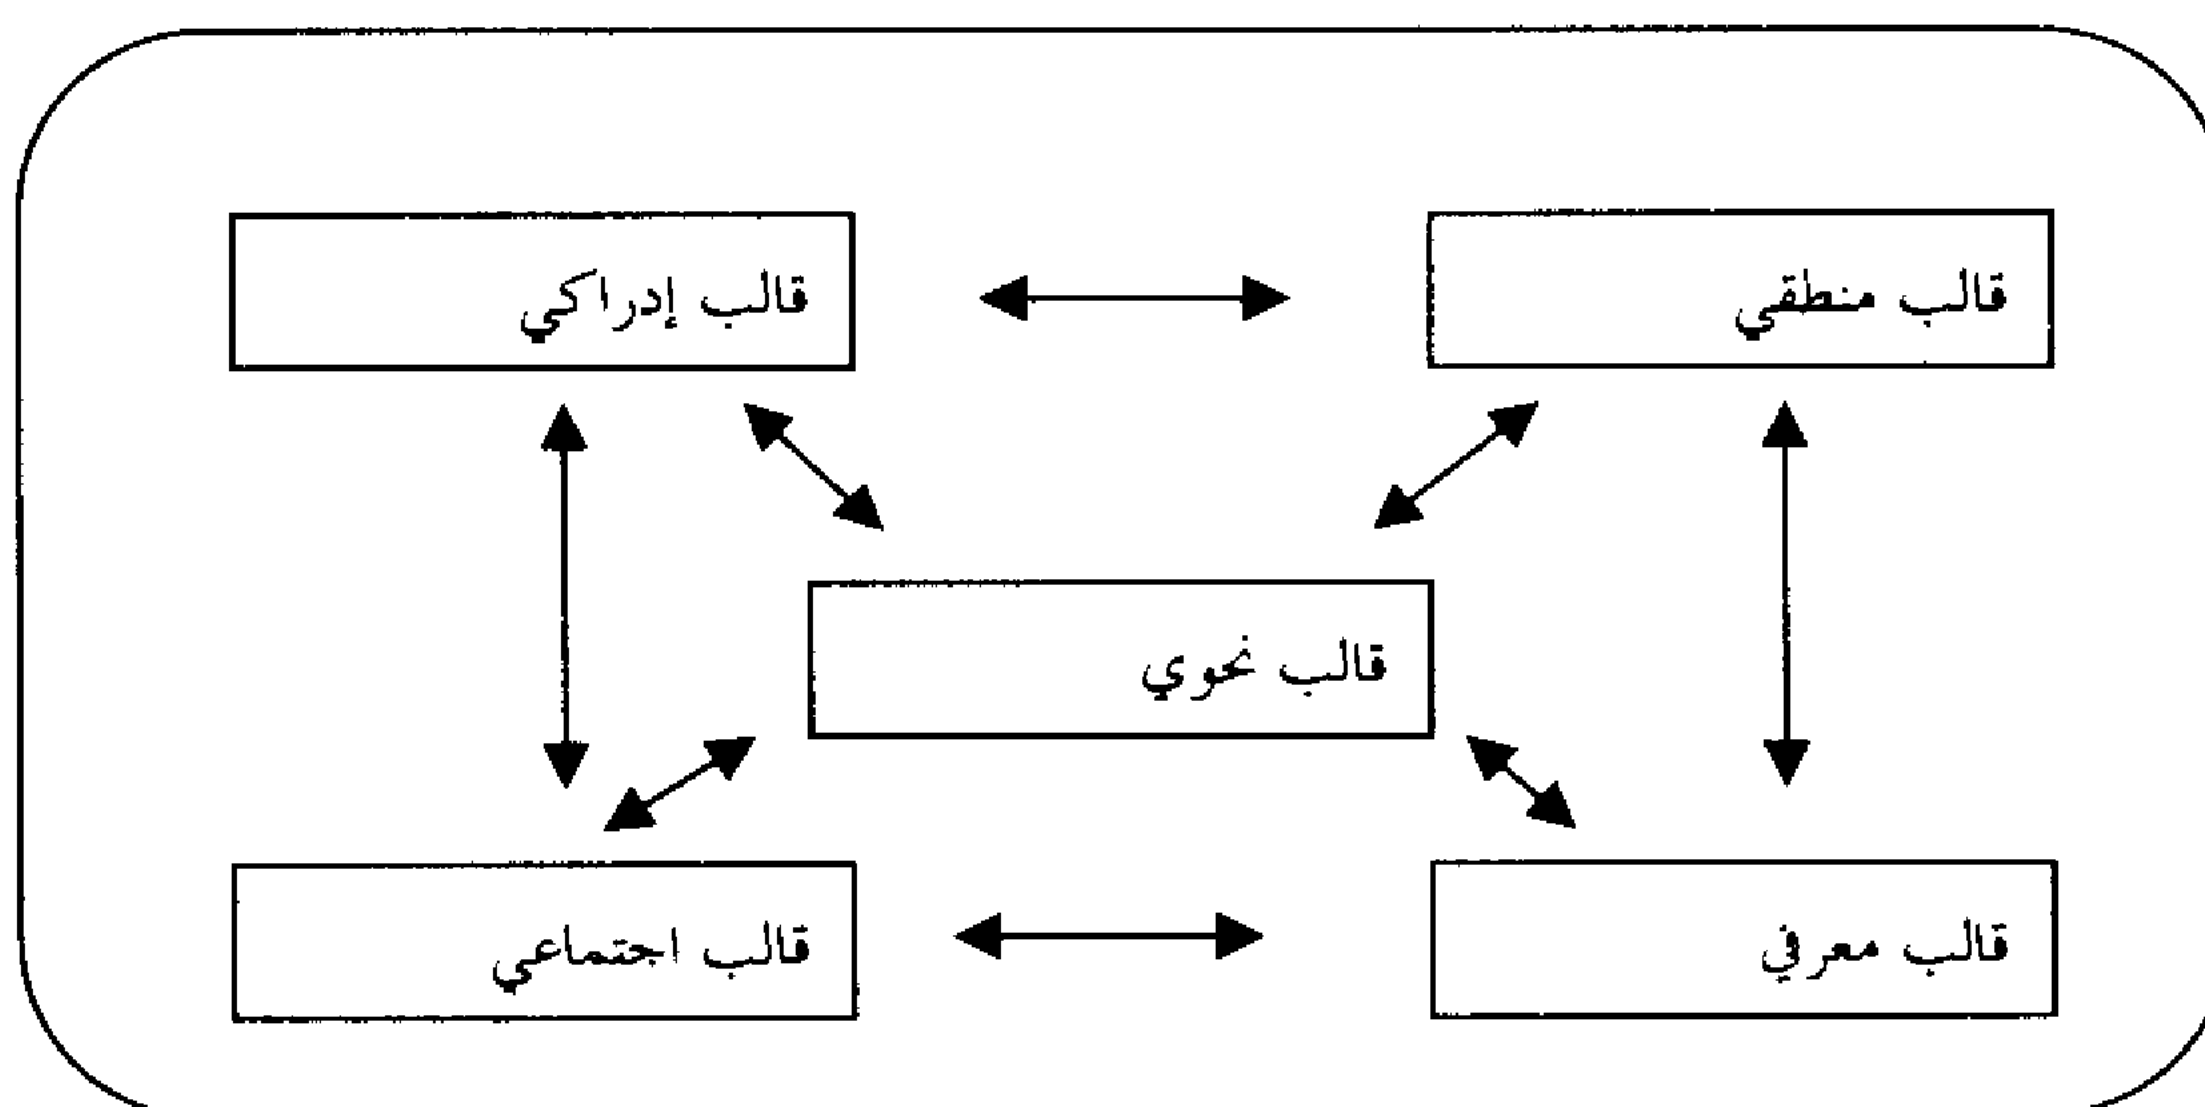 قالب منطقي
قالب إدراكي
قالب نحوي
قالب معرفي
قالب اجتماعي